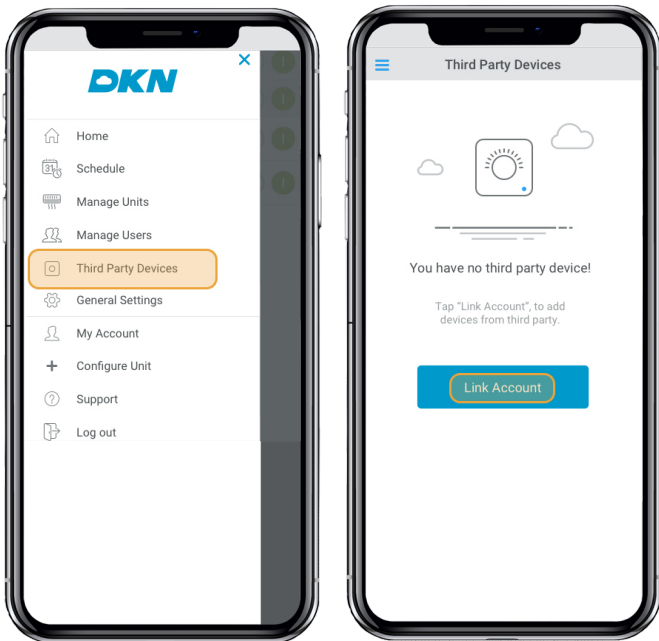 DKN
Home
31
Schedule
Manage Units
Manage Users
Third Party Devices
General Settings
My Account
Configure Unit
Support
Log out
Third Party Devices
You have no third party device!
Tap "Link Account", to add
devices from third party.
Link Account